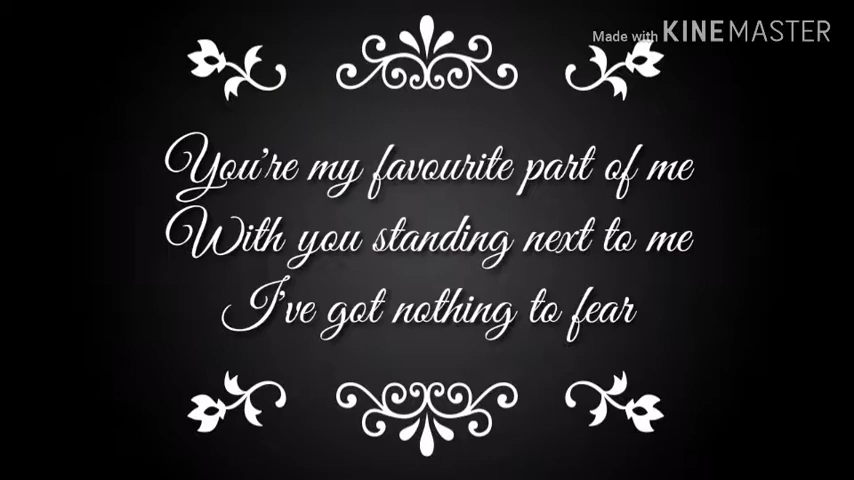 Made with KINEMASTER
You're my favourite part of me
With you standing next to me
I've got nothing to fear